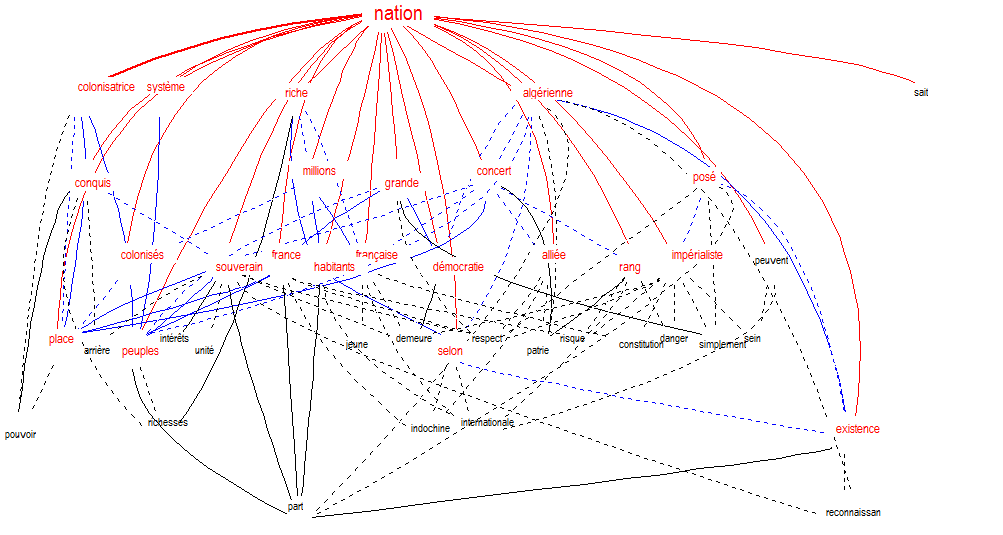 nation
colonisatrice
système
riche
algérienne
sait
millions
concert
conquis
grande
posé
colonisés
france
française
alliée
impérialiste
souverain
habitants
démocratie
rang
peuvent
place
intérêts
jeune
demeure
respect
risque
danger
sein
arrière
peuples
unité
selon
patrie
constitution
simplement
pouvoir
richesses
indochine
internationale
existence
part
reconnaissan